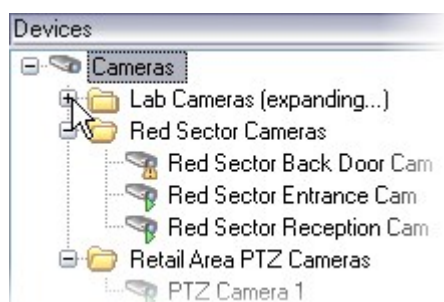 Devices
Cameras
Lab Cameras (expanding...)
Red Sector Cameras
Red Sector Back Door Cam
Red Sector Entrance Cam
Red Sector Reception Cam
Retail Area PTZ Cameras
PTZ Camera 1